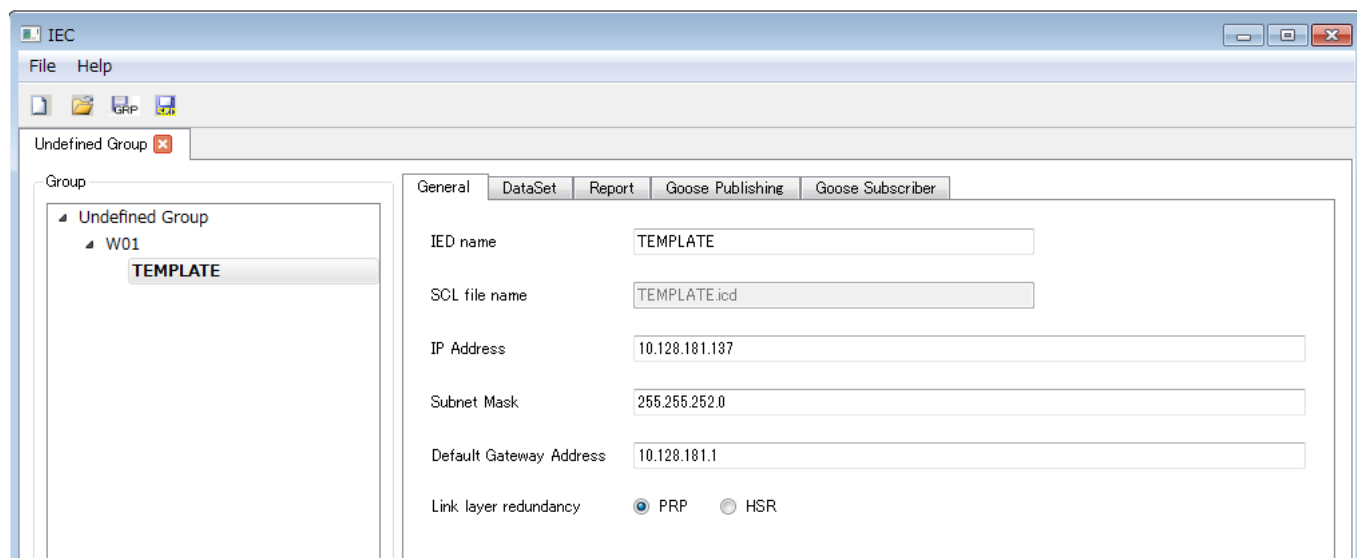 IEC
File Help
GRP
Undefined Group
Group
Undefined Group
W01
TEMPLATE
General DataSet Report Goose Publishing Goose Subscriber
IED name TEMPLATE
SCL file name TEMPLATE.icd
IP Address 10.128.181.137
Subnet Mask 255.255.252.0
Default Gateway Address 10.128.181.1
Link layer redundancy PRP HSR